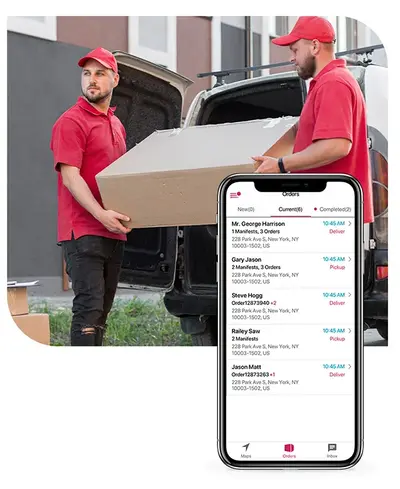 Orders
New(0) Current(6) Completed(2)
Mr. George Harrison 10:45 AM
1 Manifests, 3 Orders Deliver
228 Park Ave S, New York, NY
10003-1502, US
Gary Jason 10:45 AM
2 Manifests, 3 Orders Pickup
228 Park Ave S, New York, NY
10003-1502, US
Steve Hogg 10:45 AM
Order12873940 +2 Deliver
228 Park Ave S, New York, NY
10003-1502, US
Railey Saw 10:45 AM
2 Manifests Pickup
228 Park Ave S, New York, NY
10003-1502, US
Jason Matt 10:45 AM
Order12873263 +1 Deliver
228 Park Ave S, New York, NY
10003-1502, US
Maps Orders Inbox